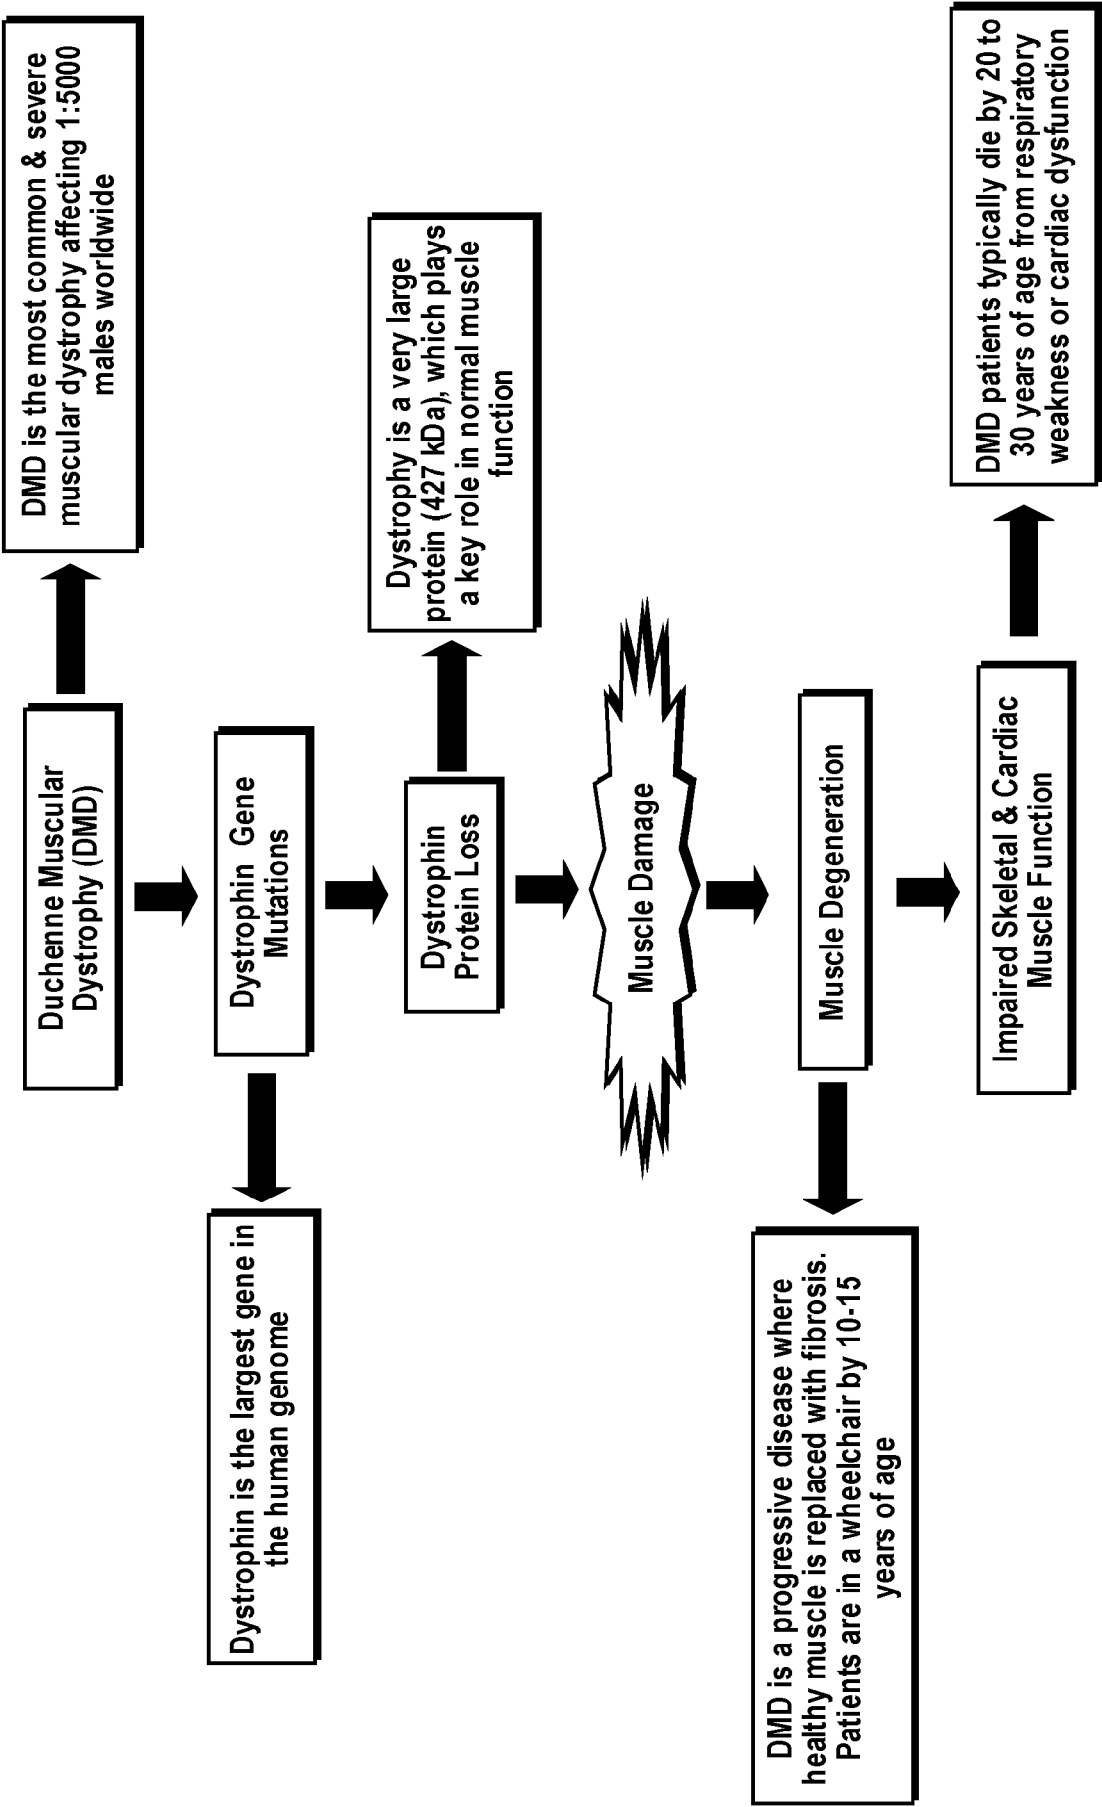 Duchenne Muscular
Dystrophy (DMD)
DMD is the most common & severe
muscular dystrophy affecting 1:5000
males worldwide
Dystrophin Gene
Mutations
Dystrophin is the largest gene in
the human genome
Dystrophin
Protein Loss
Dystrophy is a very large
protein (427 kDa), which plays
a key role in normal muscle
function
Muscle Damage
Muscle Degeneration
DMD is a progressive disease where
healthy muscle is replaced with fibrosis.
Patients are in a wheelchair by 10-15
years of age
Impaired Skeletal & Cardiac
Muscle Function
DMD patients typically die by 20 to
30 years of age from respiratory
weakness or cardiac dysfunction